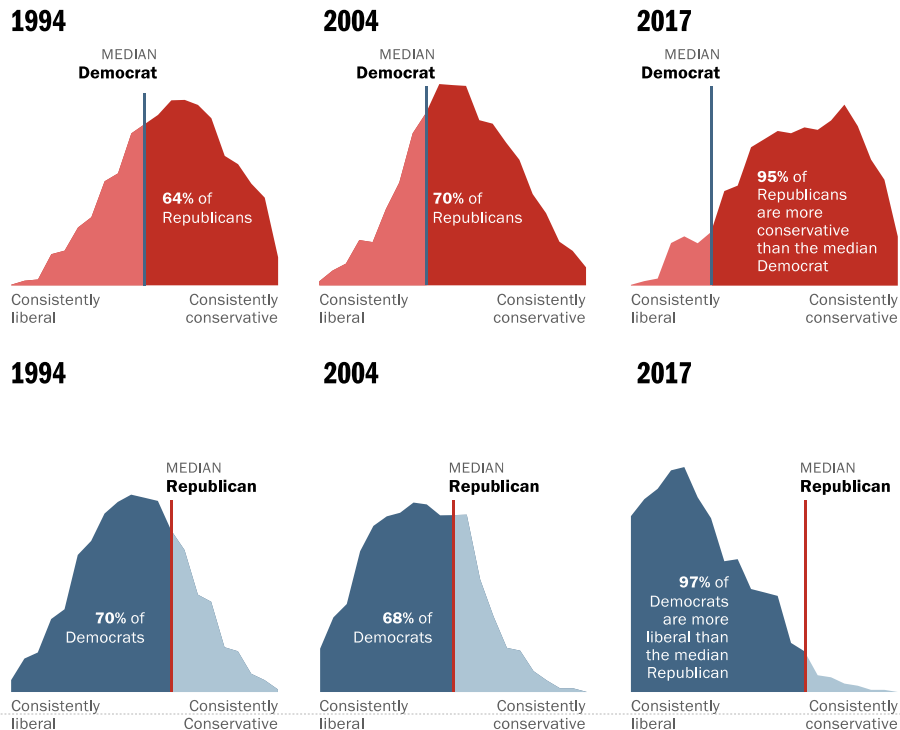 1994
2004
2017
MEDIAN
Democrat
MEDIAN
Democrat
MEDIAN
Democrat
64% of
Republicans
70% of
Republicans
95% of
Republicans
are more
conservative
than the median
Democrat
Consistently
liberal
Consistently
conservative
Consistently
liberal
Consistently
conservative
Consistently
liberal
Consistently
conservative
1994
2004
2017
MEDIAN
Republican
MEDIAN
Republican
MEDIAN
Republican
70% of
Democrats
68% of
Democrats
97% of
Democrats
are more
liberal than
the median
Republican
Consistently
liberal
Consistently
Conservative
Consistently
liberal
Consistently
conservative
Consistently
liberal
Consistently
conservative